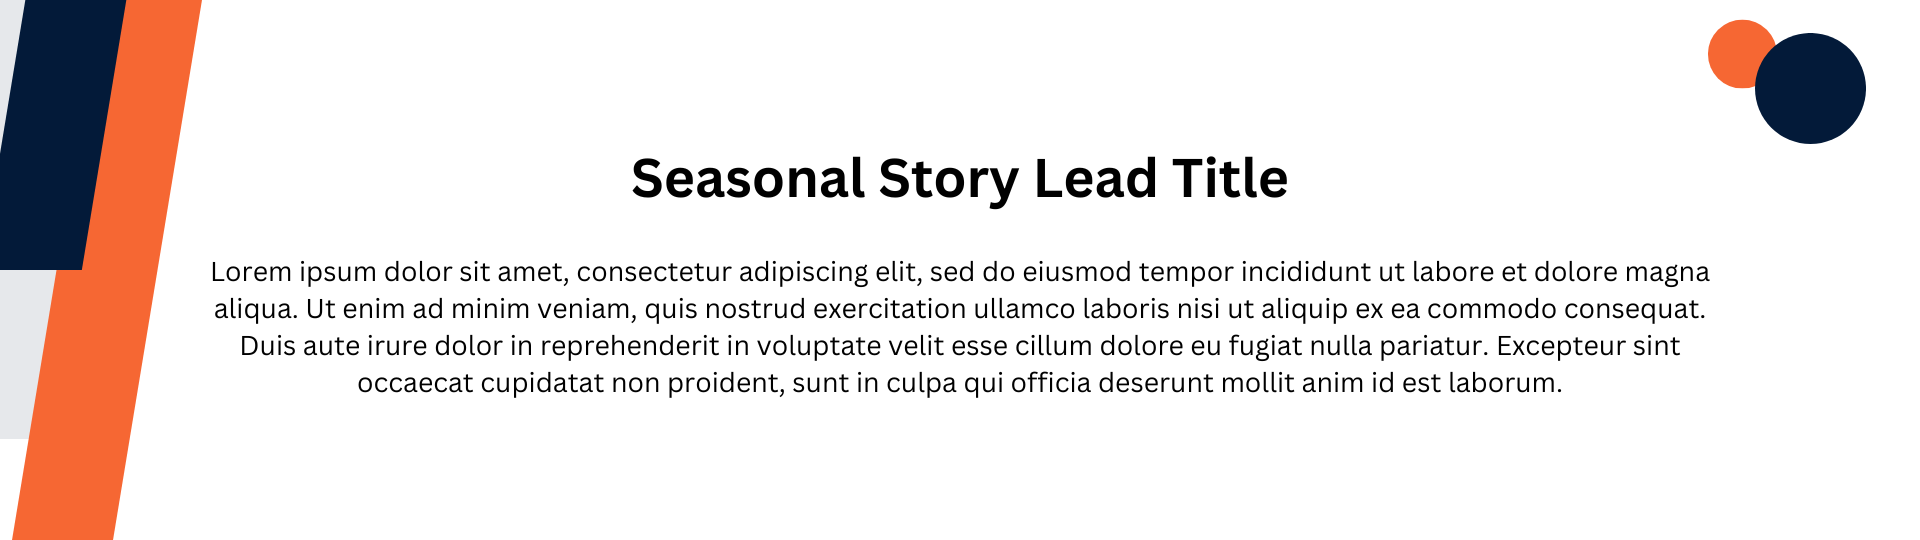 Seasonal Story Lead Title
Lorem ipsum dolor sit amet, consectetur adipiscing elit, sed do eiusmod tempor incididunt ut labore et dolore magna
aliqua. Ut enim ad minim veniam, quis nostrud exercitation ullamco laboris nisi ut aliquip ex ea commodo consequat.
Duis aute irure dolor in reprehenderit in voluptate velit esse cillum dolore eu fugiat nulla pariatur. Excepteur sint
occaecat cupidatat non proident, sunt in culpa qui officia deserunt mollit anim id est laborum.